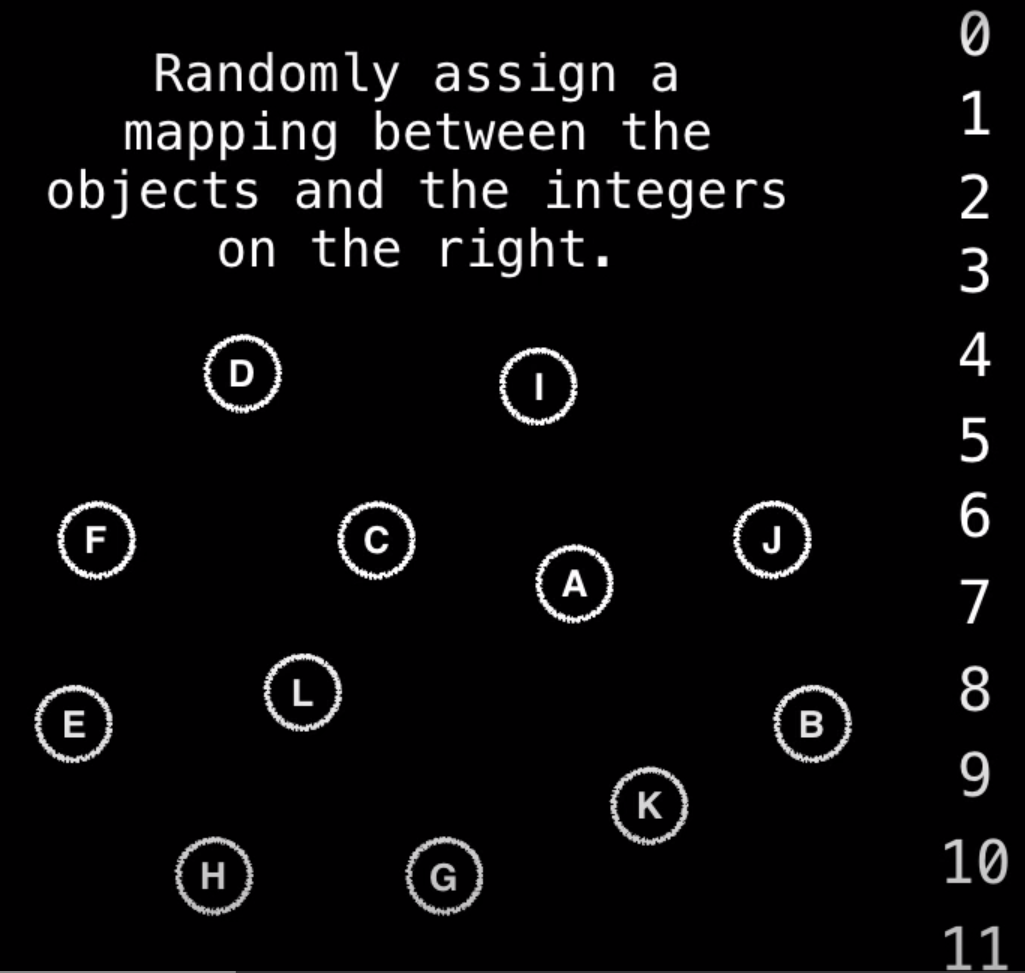 Randomly assign a
mapping between the
objects and the integers
on the right.
D
I
F
C
A
J
E
L
B
K
H
G
0
1
2
3
4
5
6
7
8
9
10
11